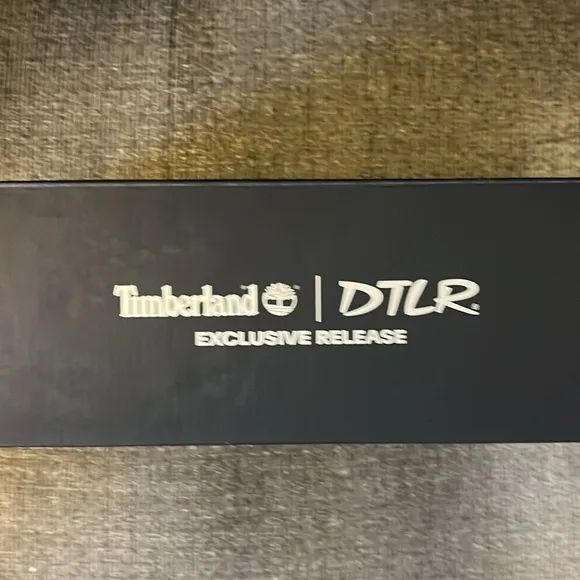 Timberland | DTLR
EXCLUSIVE RELEASE